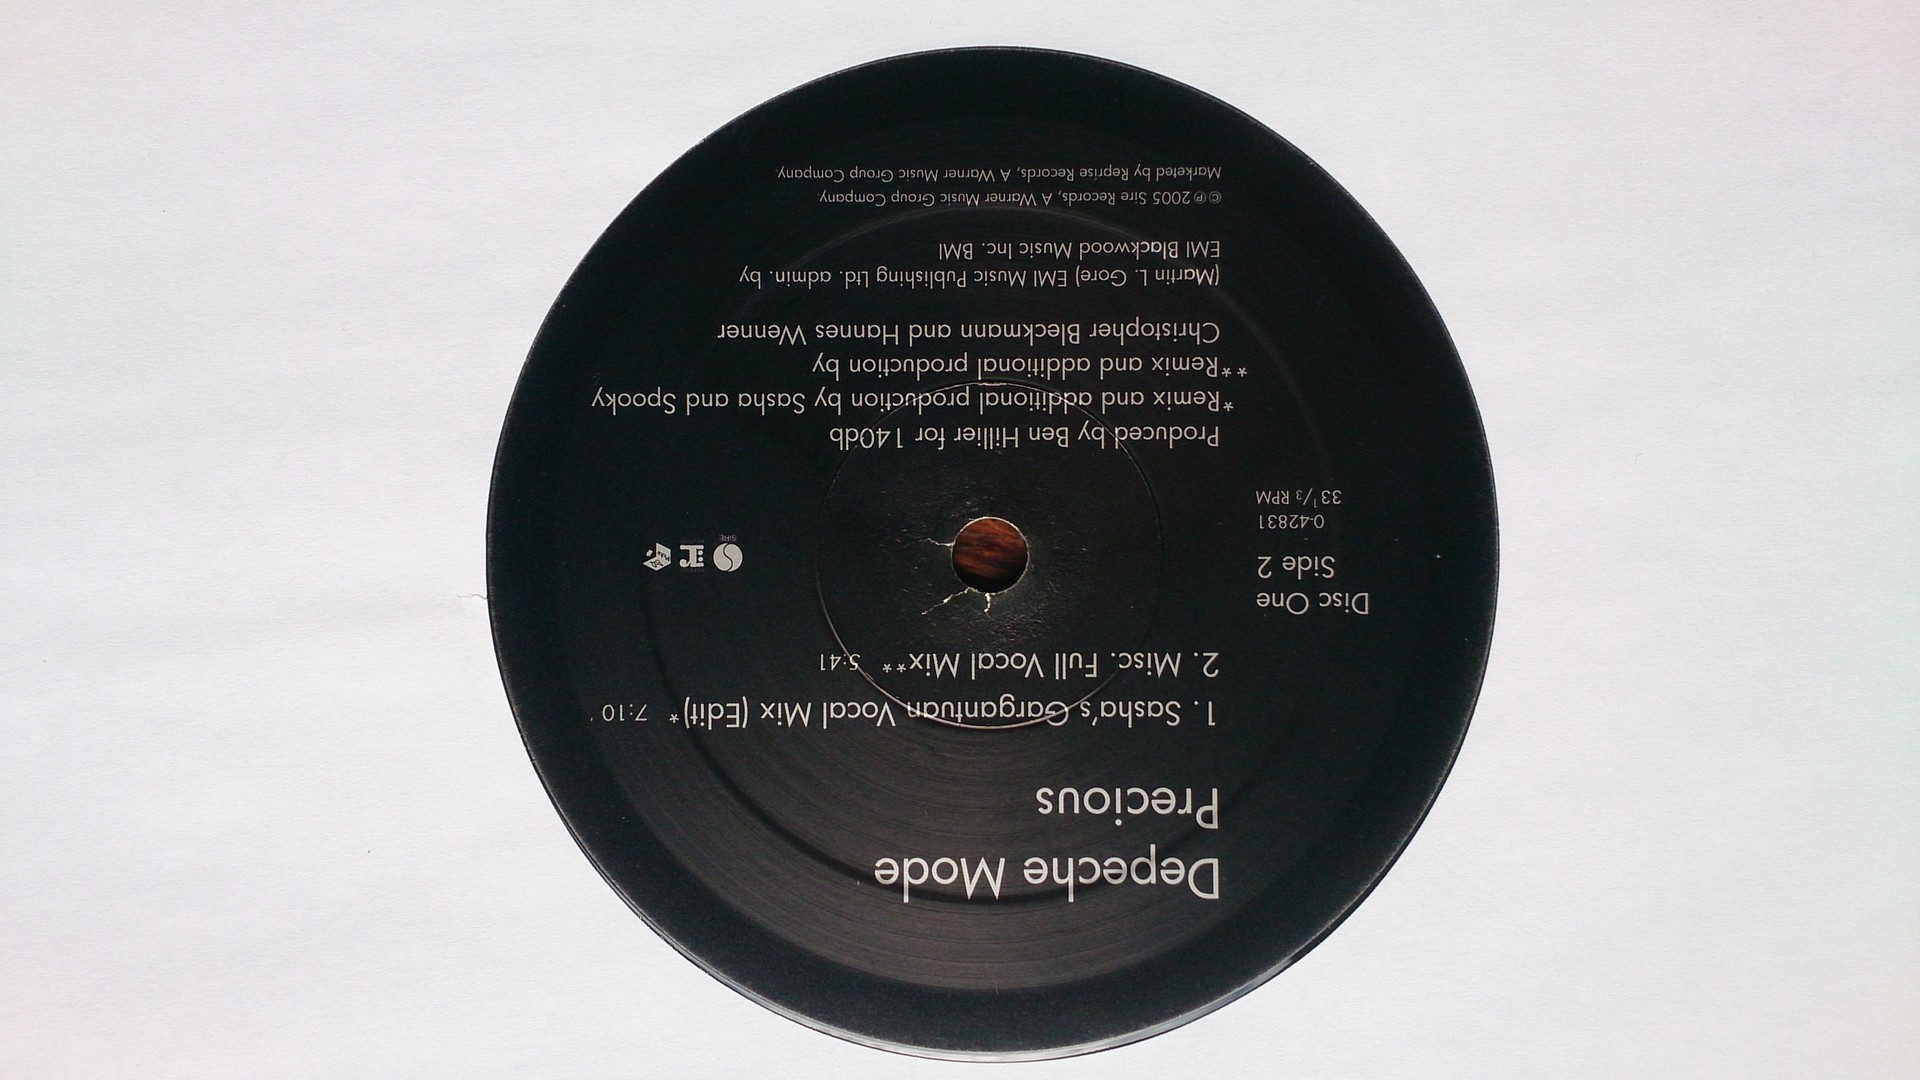 Depeche Mode
Precious
1. Sasha's Gargantuan Vocal Mix (Edit)* 7:10
2. Misc. Full Vocal Mix** 5:41
Disc One
Side 2
0-42831
33 1/3 RPM
SIRE
Produced by Ben Hillier for 140db
*Remix and additional production by Sasha and Spooky
**Remix and additional production by
Christopher Bleckmann and Hannes Wenner
(Martin L. Gore) EMI Music Publishing Ltd. admin. by
EMI Blackwood Music Inc. BMI
©℗2005 Sire Records, A Warner Music Group Company.
Marketed by Reprise Records, A Warner Music Group Company.